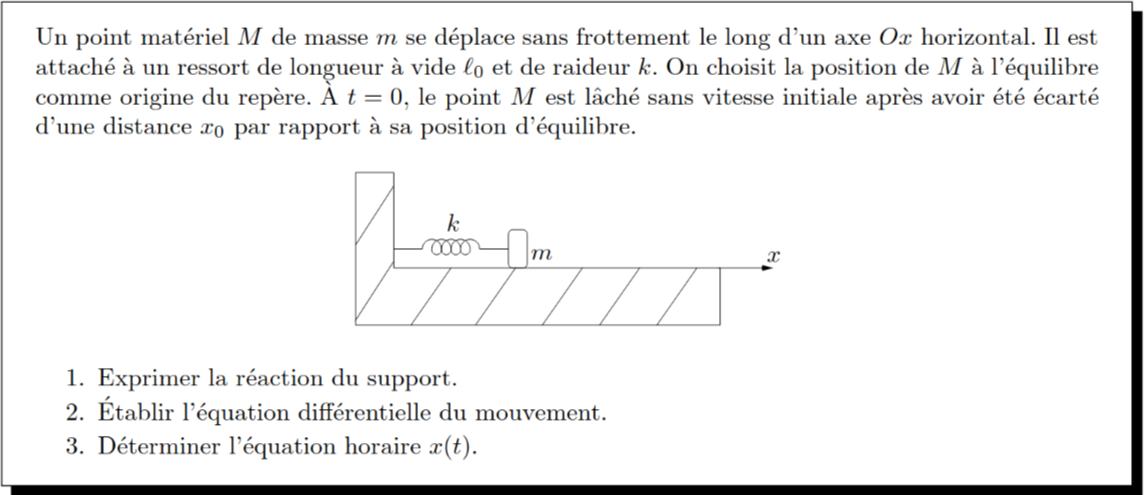 Un point matériel M de masse m se déplace sans frottement le long d'un axe Ox horizontal. Il est
attaché à un ressort de longueur à vide ℓ₀ et de raideur k. On choisit la position de M à l'équilibre
comme origine du repère. À t = 0, le point M est lâché sans vitesse initiale après avoir été écarté
d'une distance x₀ par rapport à sa position d'équilibre.
k
m
x
1. Exprimer la réaction du support.
2. Établir l'équation différentielle du mouvement.
3. Déterminer l'équation horaire x(t).